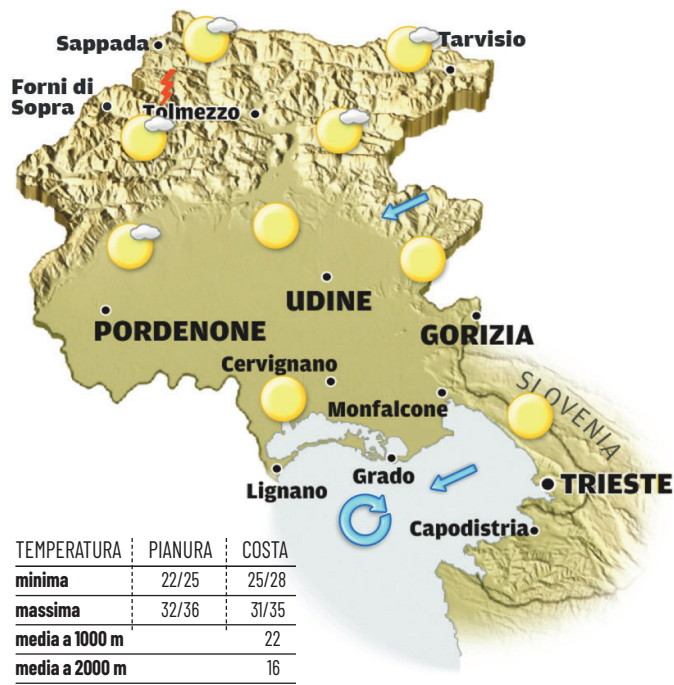 Sappada
Tarvisio
Forni di
Sopra
Tolmezzo
UDINE
PORDENONE
GORIZIA
Cervignano
SLOVENIA
Monfalcone
Grado
Lignano
TRIESTE
Capodistria
TEMPERATURA PIANURA COSTA
minima 22/25 25/28
massima 32/36 31/35
media a 1000 m 22
media a 2000 m 16